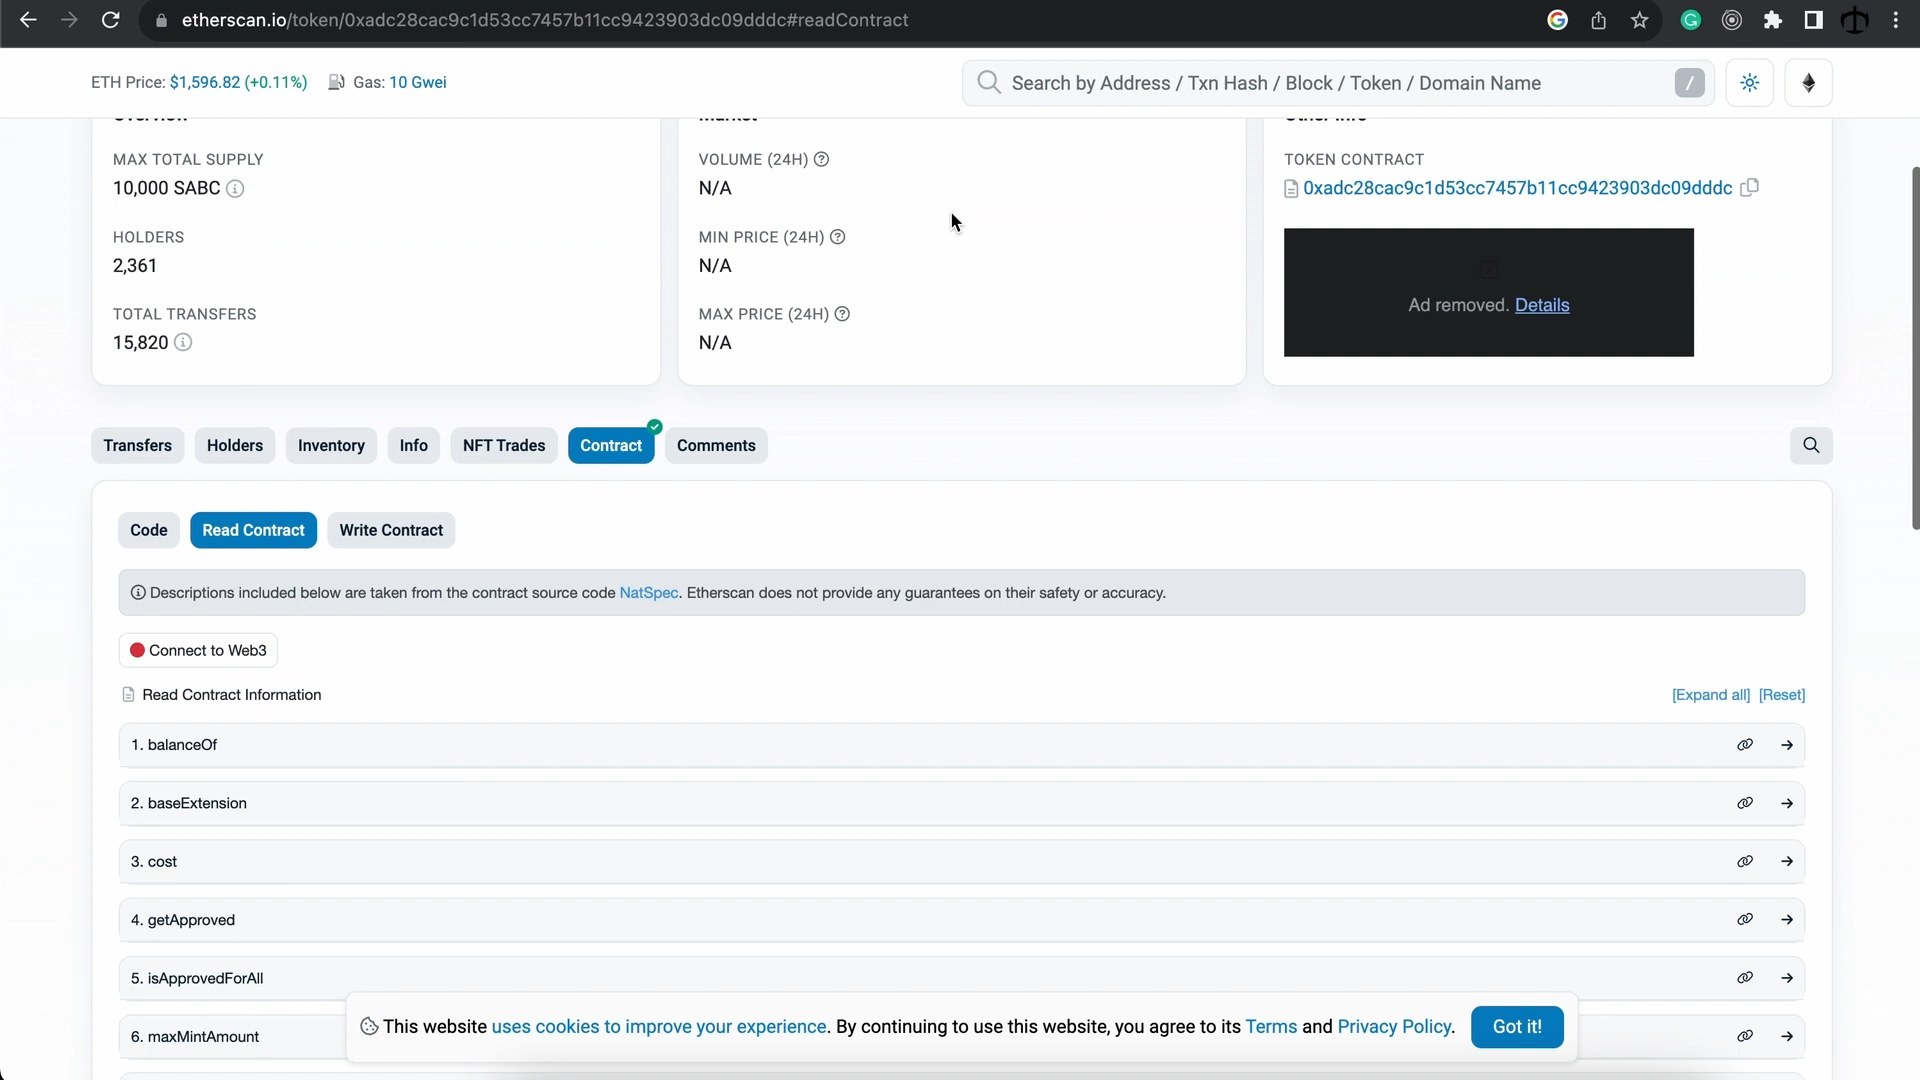 etherscan.io/token/0xadc28cac9c1d53cc7457b11cc9423903dc09dddc#readContract
ETH Price: $1,596.82 (+0.11%) Gas: 10 Gwei
Search by Address / Txn Hash / Block / Token / Domain Name /
Overview Market Other Info
MAX TOTAL SUPPLY
10,000 SABC
HOLDERS
2,361
TOTAL TRANSFERS
15,820
VOLUME (24H)
N/A
MIN PRICE (24H)
N/A
MAX PRICE (24H)
N/A
TOKEN CONTRACT
0xadc28cac9c1d53cc7457b11cc9423903dc09dddc
Ad removed. Details
Transfers Holders Inventory Info NFT Trades Contract Comments
Code Read Contract Write Contract
Descriptions included below are taken from the contract source code NatSpec. Etherscan does not provide any guarantees on their safety or accuracy.
Connect to Web3
Read Contract Information [Expand all] [Reset]
1. balanceOf
2. baseExtension
3. cost
4. getApproved
5. isApprovedForAll
6. maxMintAmount
This website uses cookies to improve your experience. By continuing to use this website, you agree to its Terms and Privacy Policy. Got it!